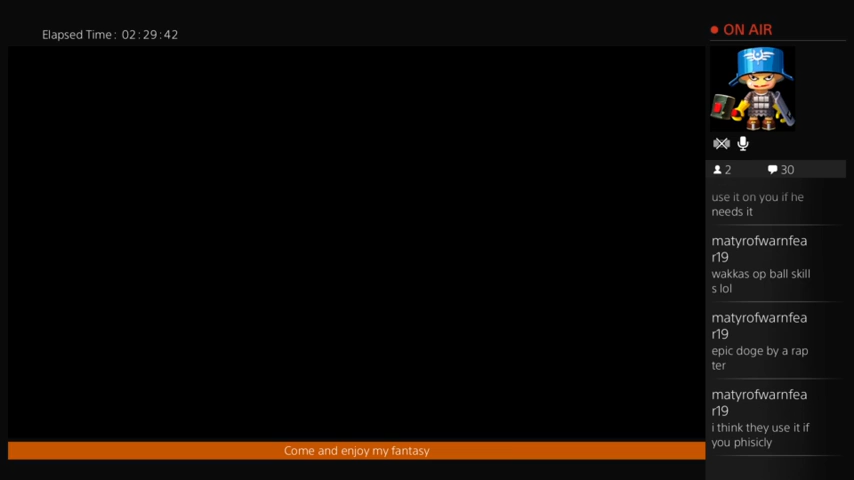 Elapsed Time: 02:29:42
ON AIR
2 30
use it on you if he
needs it
matyrofwarnfea
r19
wakkas op ball skill
s lol
matyrofwarnfea
r19
epic doge by a rap
ter
matyrofwarnfea
r19
i think they use it if
you phisicly
Come and enjoy my fantasy